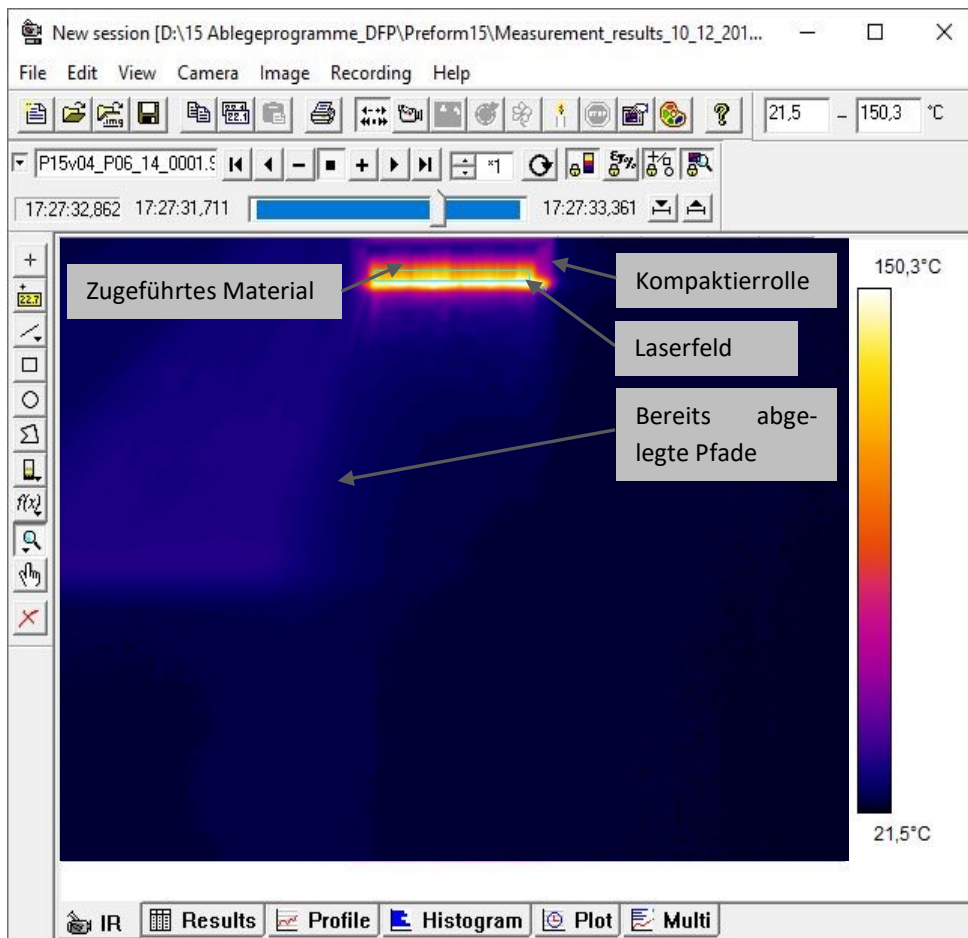 New session [D:\15 Ablegeprogramme_DFP\Preform15\Measurement_results_10_12_201...
File Edit View Camera Image Recording Help
21,5 – 150,3 °C
P15v04_P06_14_0001.S
17:27:32,862 17:27:31,711 17:27:33,361
Zugeführtes Material
Kompaktierrolle
Laserfeld
Bereits abge-
legte Pfade
150,3°C
21,5°C
f(x)
IR Results Profile Histogram Plot Multi